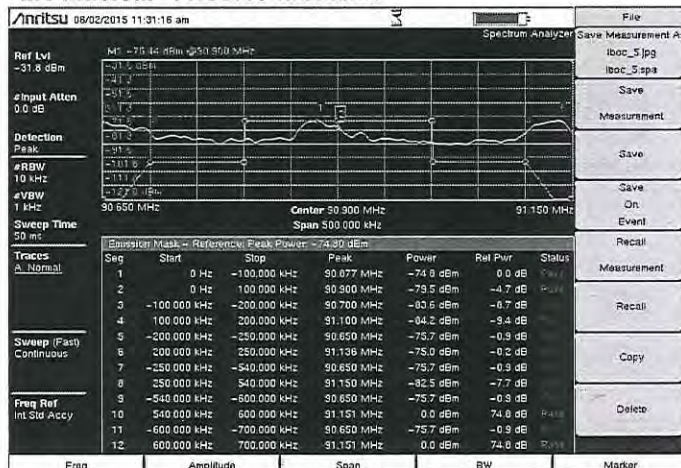 Anritsu 06/02/2015 11:31:16 am
Spectrum Analyzer
Ref Lvl
-31.8 dBm
#Input Atten
0.0 dB
Detection
Peak
#RBW
10 kHz
#VBW
1 kHz
Sweep Time
50 ms
Traces
A: Normal
Sweep (Fast)
Continuous
Freq Ref
Int Std Accy
M1 -76.44 dBm @90.900 MHz
90.650 MHz
Center 90.900 MHz
91.150 MHz
Span 500.000 kHz
Emission Mask -- Reference: Peak Power: -74.80 dBm
Seg Start Stop Peak Power Rel Pwr Status
1 0 Hz -100.000 kHz 90.877 MHz -74.8 dBm 0.0 dB
2 0 Hz 100.000 kHz 90.900 MHz -79.5 dBm -4.7 dB
3 -100.000 kHz -200.000 kHz 90.700 MHz -83.6 dBm -8.7 dB
4 100.000 kHz 200.000 kHz 91.100 MHz -84.2 dBm -9.4 dB
5 -200.000 kHz -250.000 kHz 90.650 MHz -75.7 dBm -0.9 dB
6 200.000 kHz 250.000 kHz 91.136 MHz -75.0 dBm -0.2 dB
7 -250.000 kHz -540.000 kHz 90.650 MHz -75.7 dBm -0.9 dB
8 250.000 kHz 540.000 kHz 91.150 MHz -82.5 dBm -7.7 dB
9 -540.000 kHz -600.000 kHz 90.650 MHz -75.7 dBm -0.9 dB
10 540.000 kHz 600.000 kHz 91.151 MHz 0.0 dBm 74.8 dB
11 -600.000 kHz -700.000 kHz 90.650 MHz -75.7 dBm -0.9 dB
12 600.000 kHz 700.000 kHz 91.151 MHz 0.0 dBm 74.8 dB
File
Save Measurement A
iboc_5.jpg
iboc_5.spa
Save
Measurement
Save
Save
On
Event
Recall
Measurement
Recall
Copy
Delete
Freq Amplitude Span BW Marker